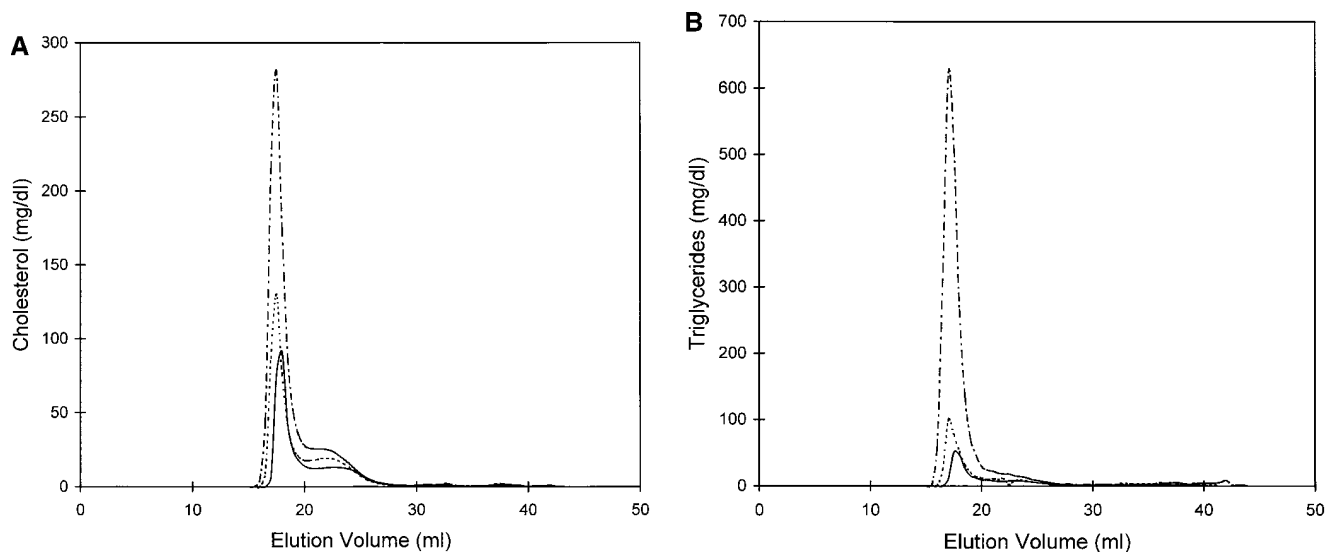 A
300
250
200
150
100
50
0
Cholesterol (mg/dl)
0 10 20 30 40 50
Elution Volume (ml)
B
700
600
500
400
300
200
100
0
Triglycerides (mg/dl)
0 10 20 30 40 50
Elution Volume (ml)